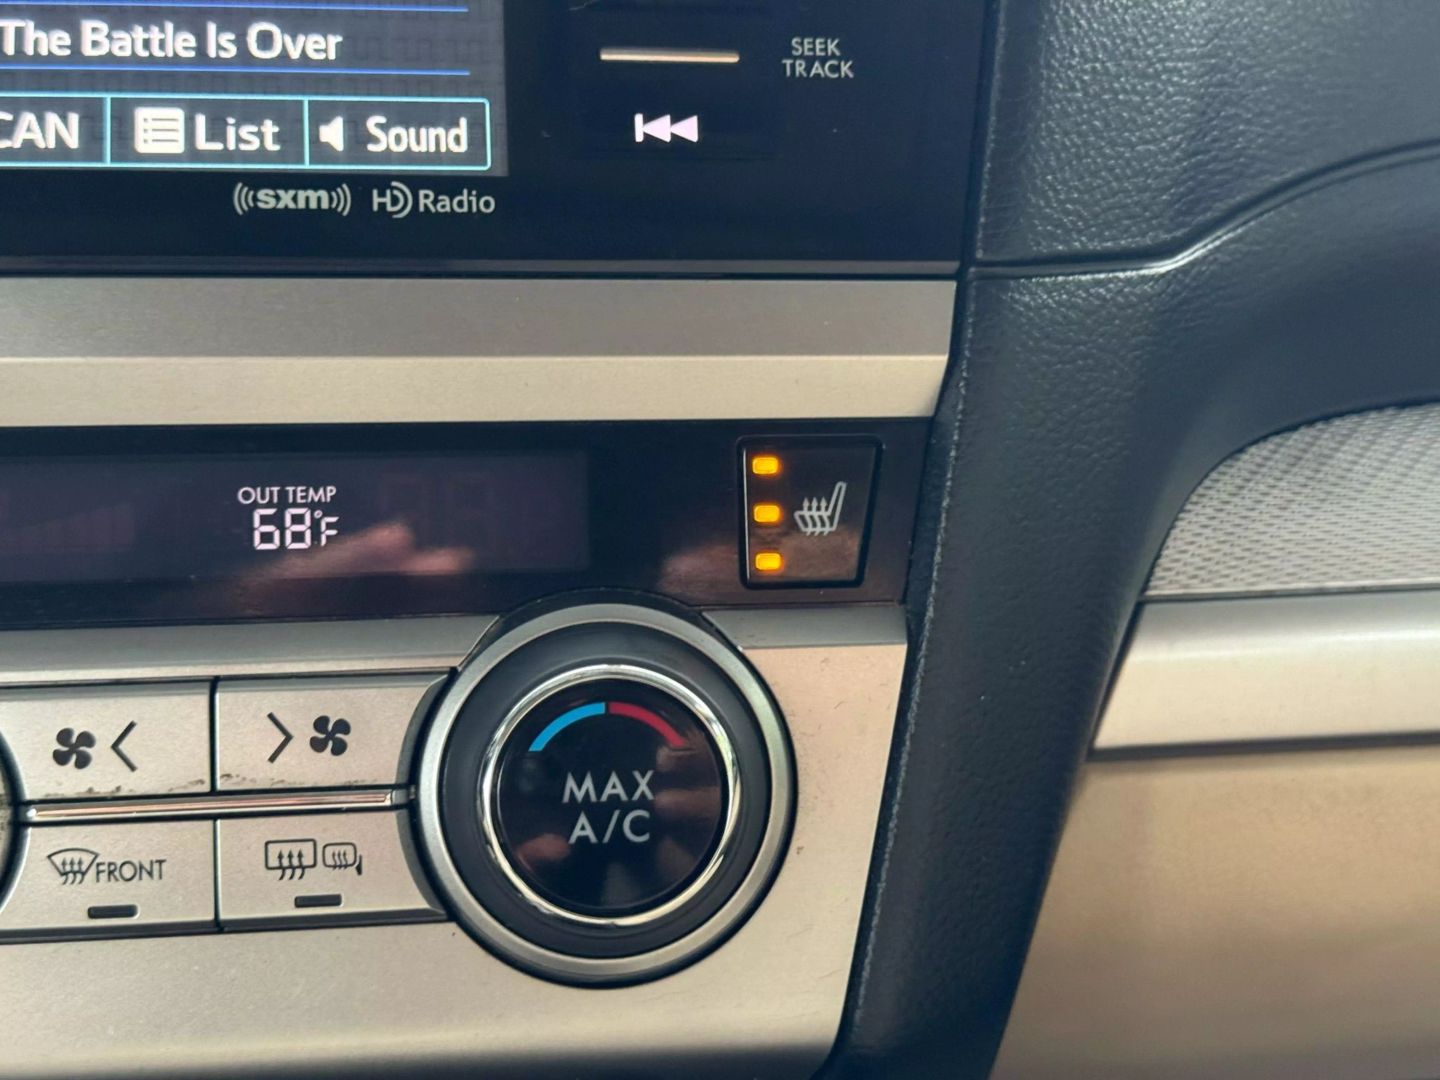 The Battle Is Over
SEEK
TRACK
CAN
List
Sound
sxm
HD Radio
OUT TEMP
68°F
MAX
A/C
FRONT